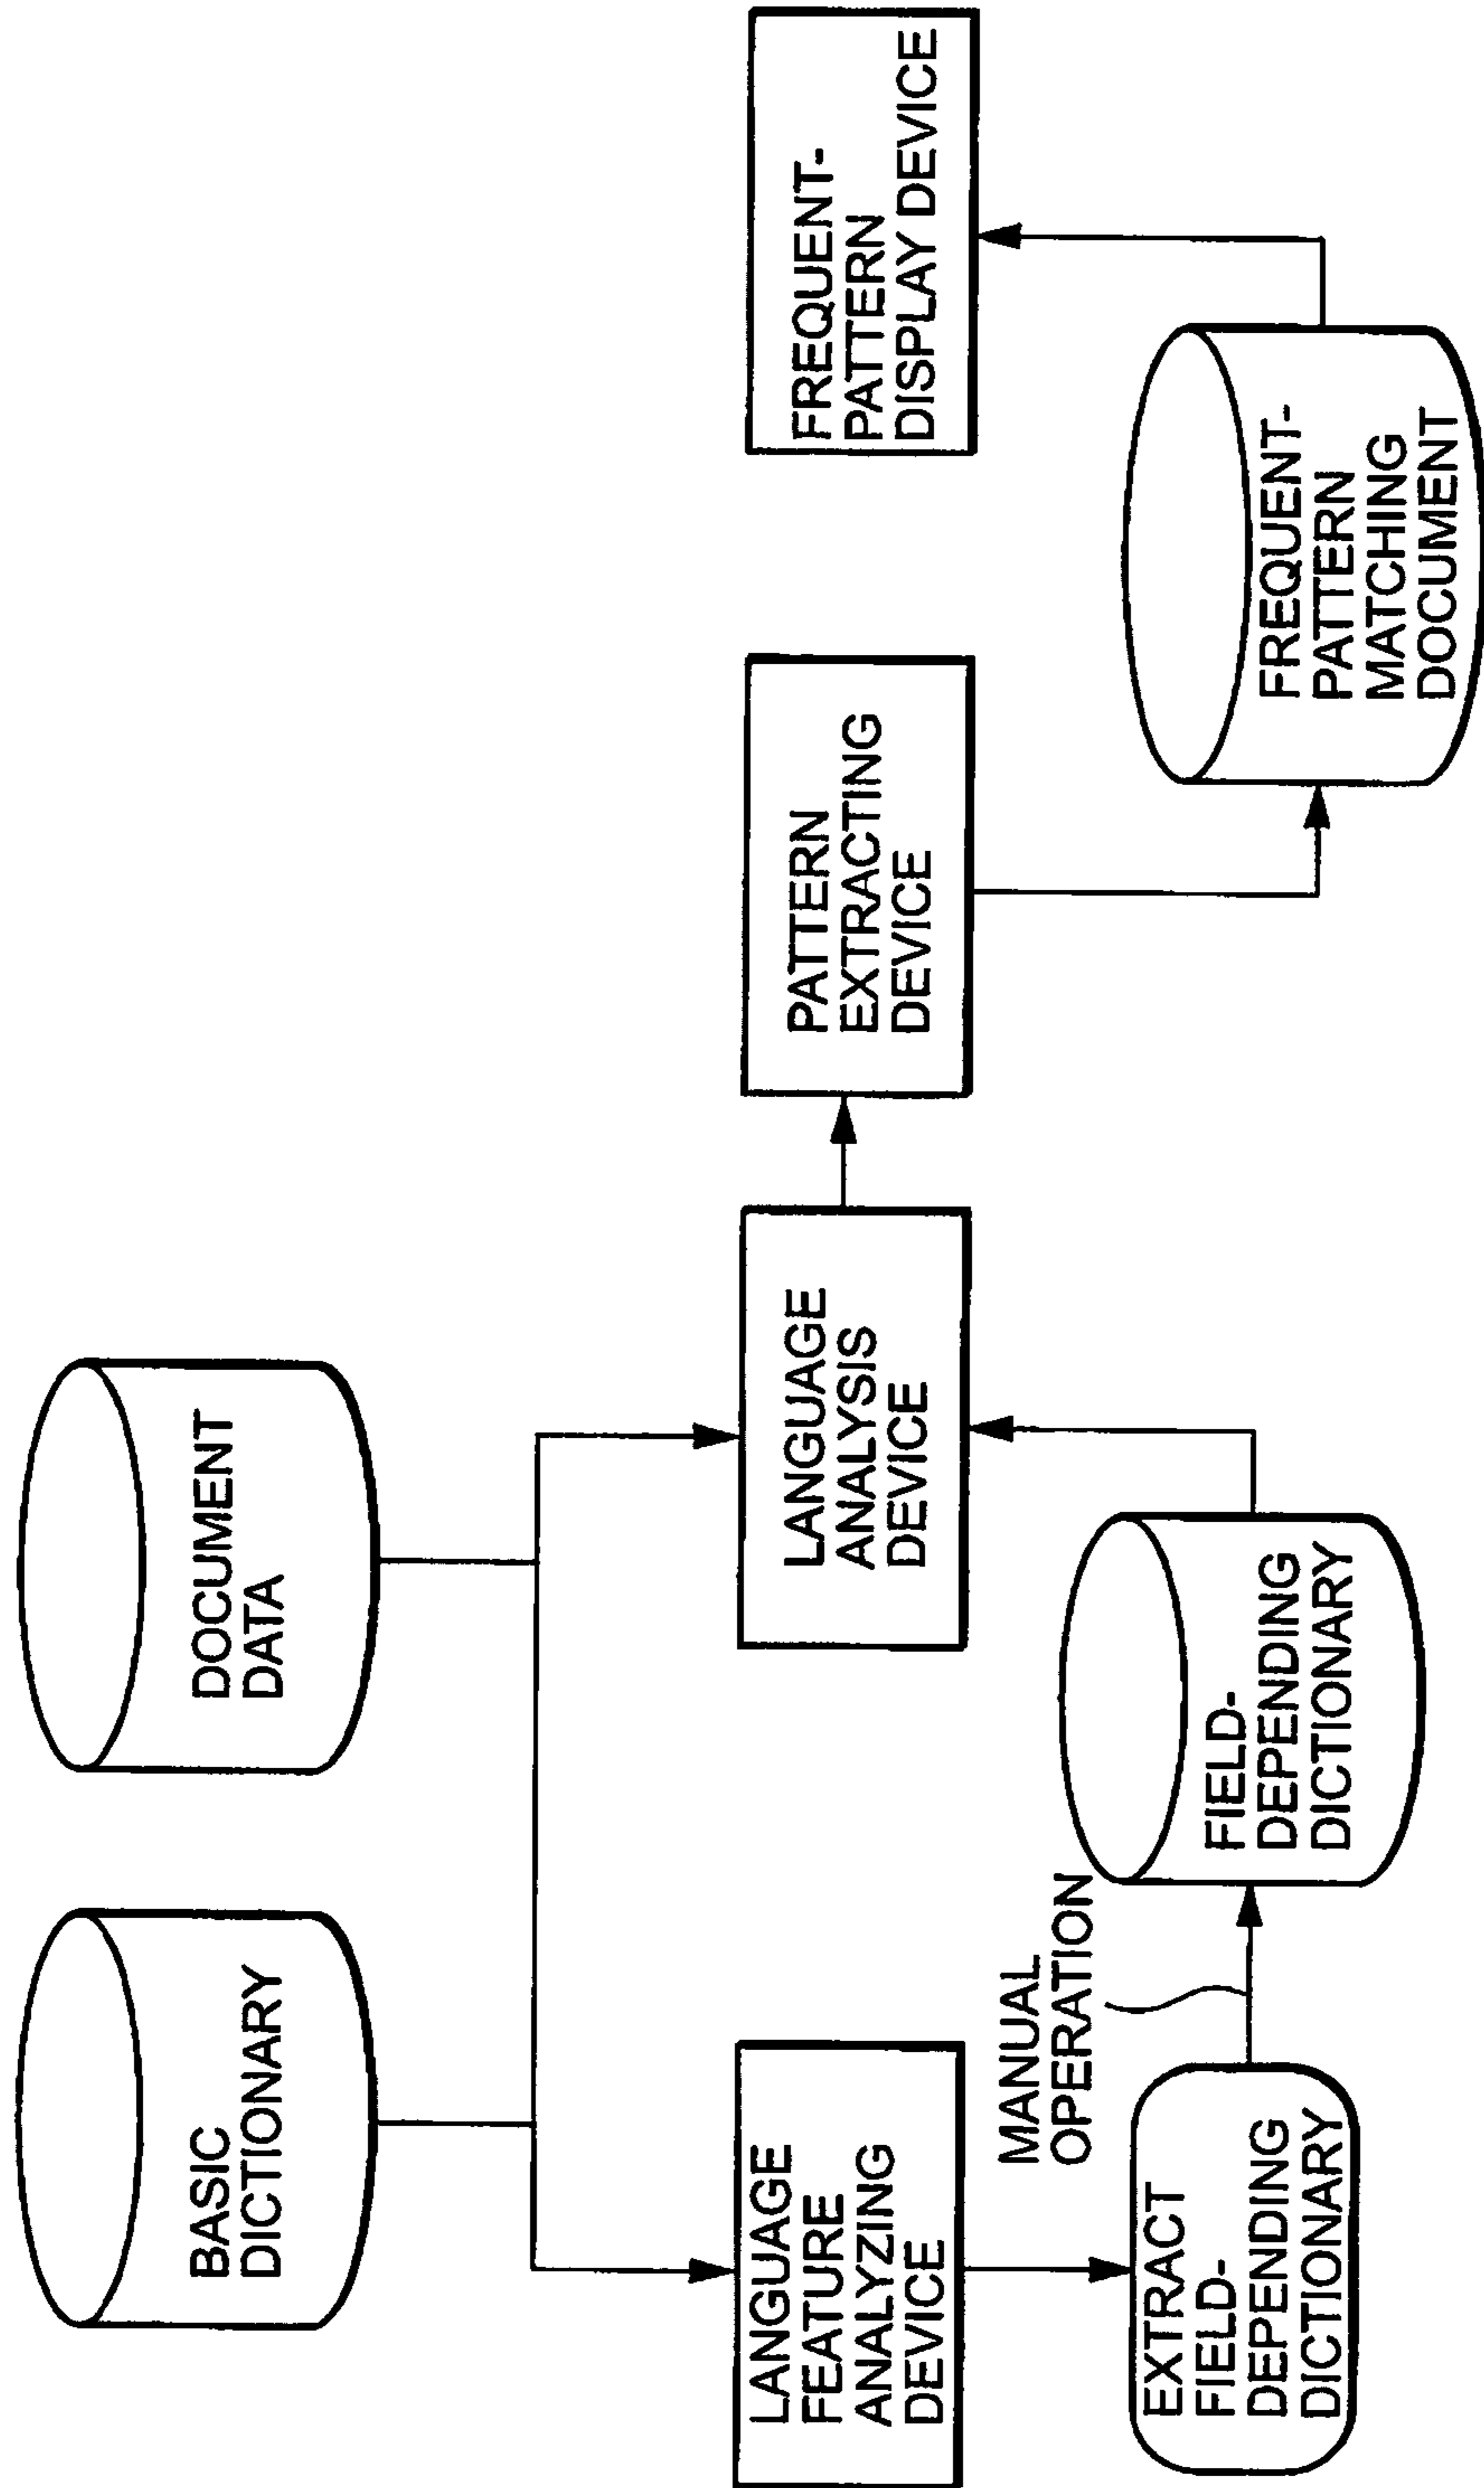 BASIC
DICTIONARY
DOCUMENT
DATA
LANGUAGE
FEATURE
ANALYZING
DEVICE
LANGUAGE
ANALYSIS
DEVICE
PATTERN
EXTRACTING
DEVICE
FREQUENT-
PATTERN
DISPLAY DEVICE
MANUAL
OPERATION
EXTRACT
FIELD-
DEPENDING
DICTIONARY
FIELD-
DEPENDING
DICTIONARY
FREQUENT-
PATTERN
MATCHING
DOCUMENT